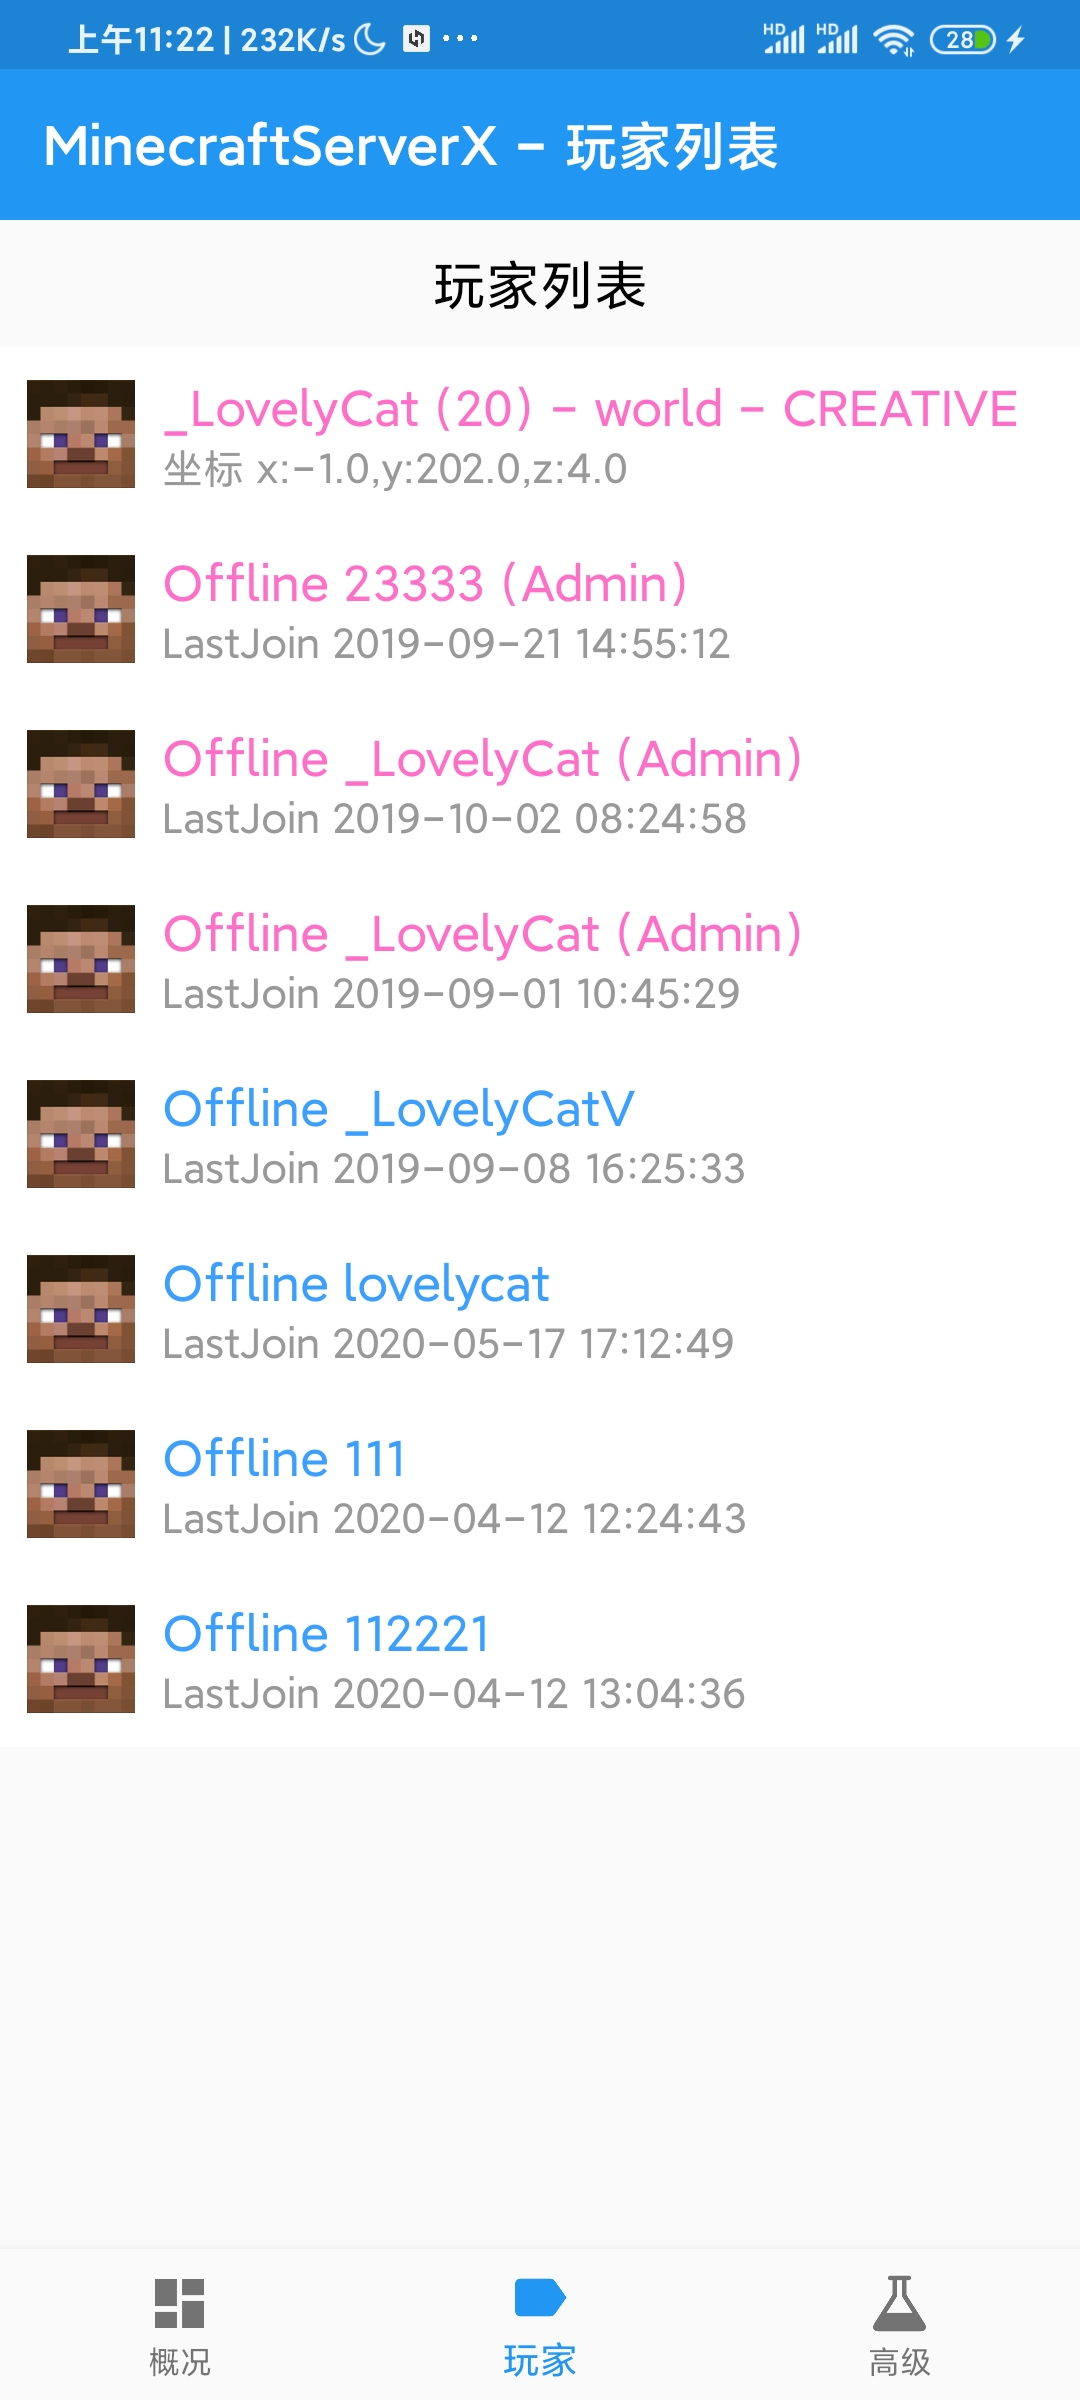 上午11:22 | 232K/s ···
HD HD 28
MinecraftServerX - 玩家列表
玩家列表
_LovelyCat (20) - world - CREATIVE
坐标 x:-1.0,y:202.0,z:4.0
Offline 23333 (Admin)
LastJoin 2019-09-21 14:55:12
Offline _LovelyCat (Admin)
LastJoin 2019-10-02 08:24:58
Offline _LovelyCat (Admin)
LastJoin 2019-09-01 10:45:29
Offline _LovelyCatV
LastJoin 2019-09-08 16:25:33
Offline lovelycat
LastJoin 2020-05-17 17:12:49
Offline 111
LastJoin 2020-04-12 12:24:43
Offline 112221
LastJoin 2020-04-12 13:04:36
概况
玩家
高级